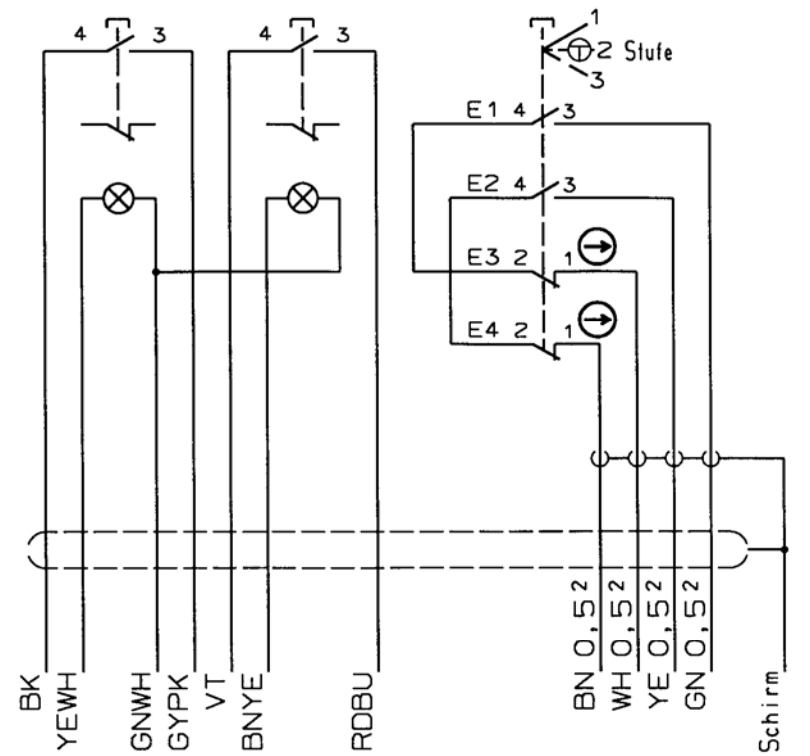 4 3 4 3 1
2 Stufe
3
E1 4 3
E2 4 3
E3 2 1
E4 2 1
BK
YEWH
GNWH
GYPK
VT
BNYE
RDBU
BN 0,5²
WH 0,5²
YE 0,5²
GN 0,5²
Schirm